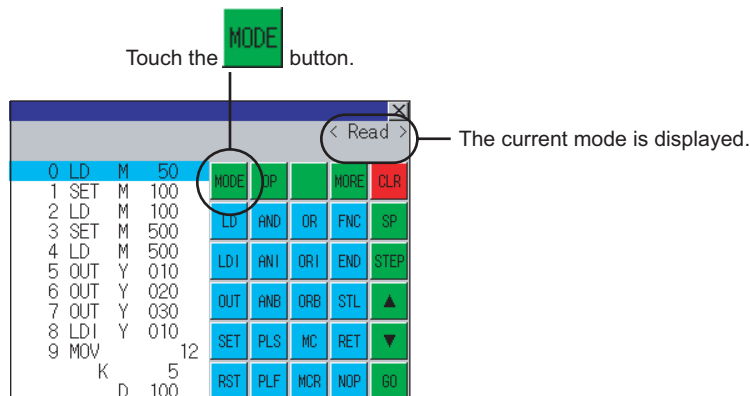 Touch the MODE button.
×
< Read >
The current mode is displayed.
0 LD M 50
1 SET M 100
2 LD M 100
3 SET M 500
4 LD M 500
5 OUT Y 010
6 OUT Y 020
7 OUT Y 030
8 LDI Y 010
9 MOV 12
K 5
D 100
MODE OP MORE CLR
LD AND OR FNC SP
LDI ANI ORI END STEP
OUT ANB ORB STL ▲
SET PLS MC RET ▼
RST PLF MCR NOP GO